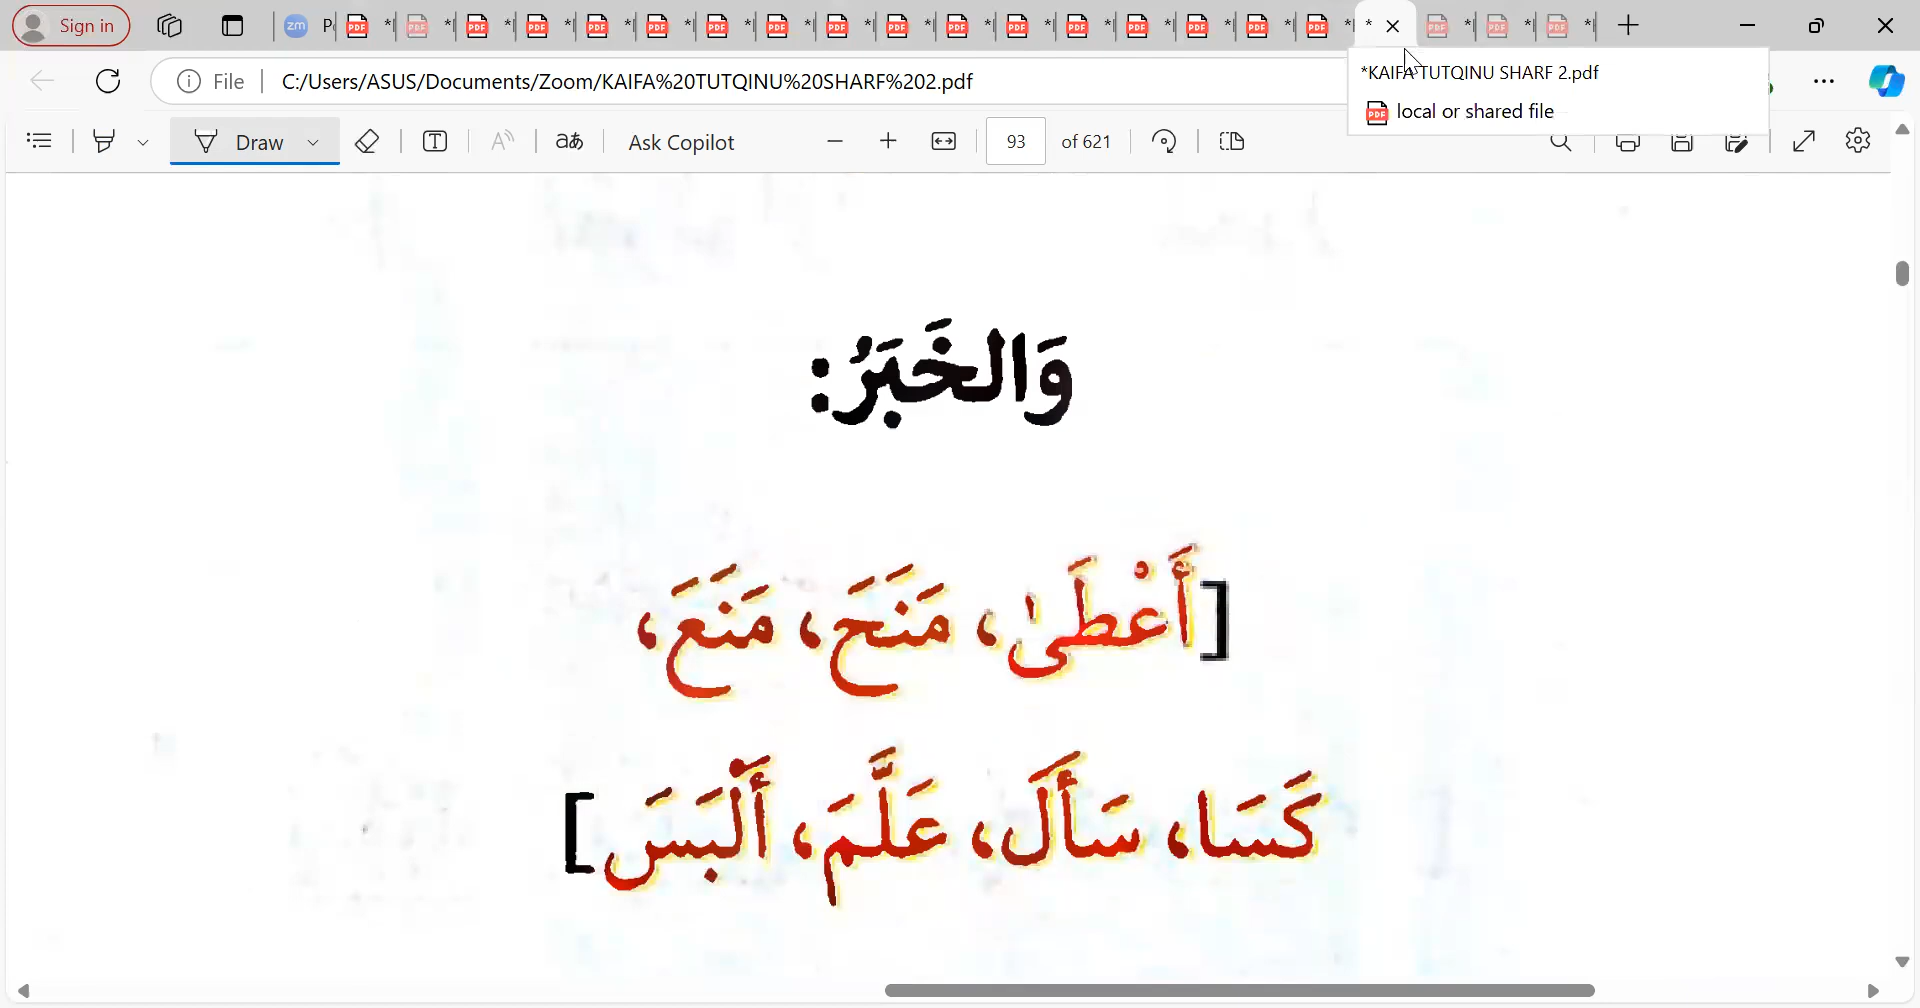 Sign in
File
C:/Users/ASUS/Documents/Zoom/KAIFA%20TUTQINU%20SHARF%202.pdf
*KAIFA TUTQINU SHARF 2.pdf
local or shared file
Draw
Ask Copilot
93 of 621
وَالخَبَرُ:
[أَعْطَىٰ، مَنَحَ، مَنَعَ،
كَسَا، سَأَلَ، عَلَّمَ، أَلْبَسَ]